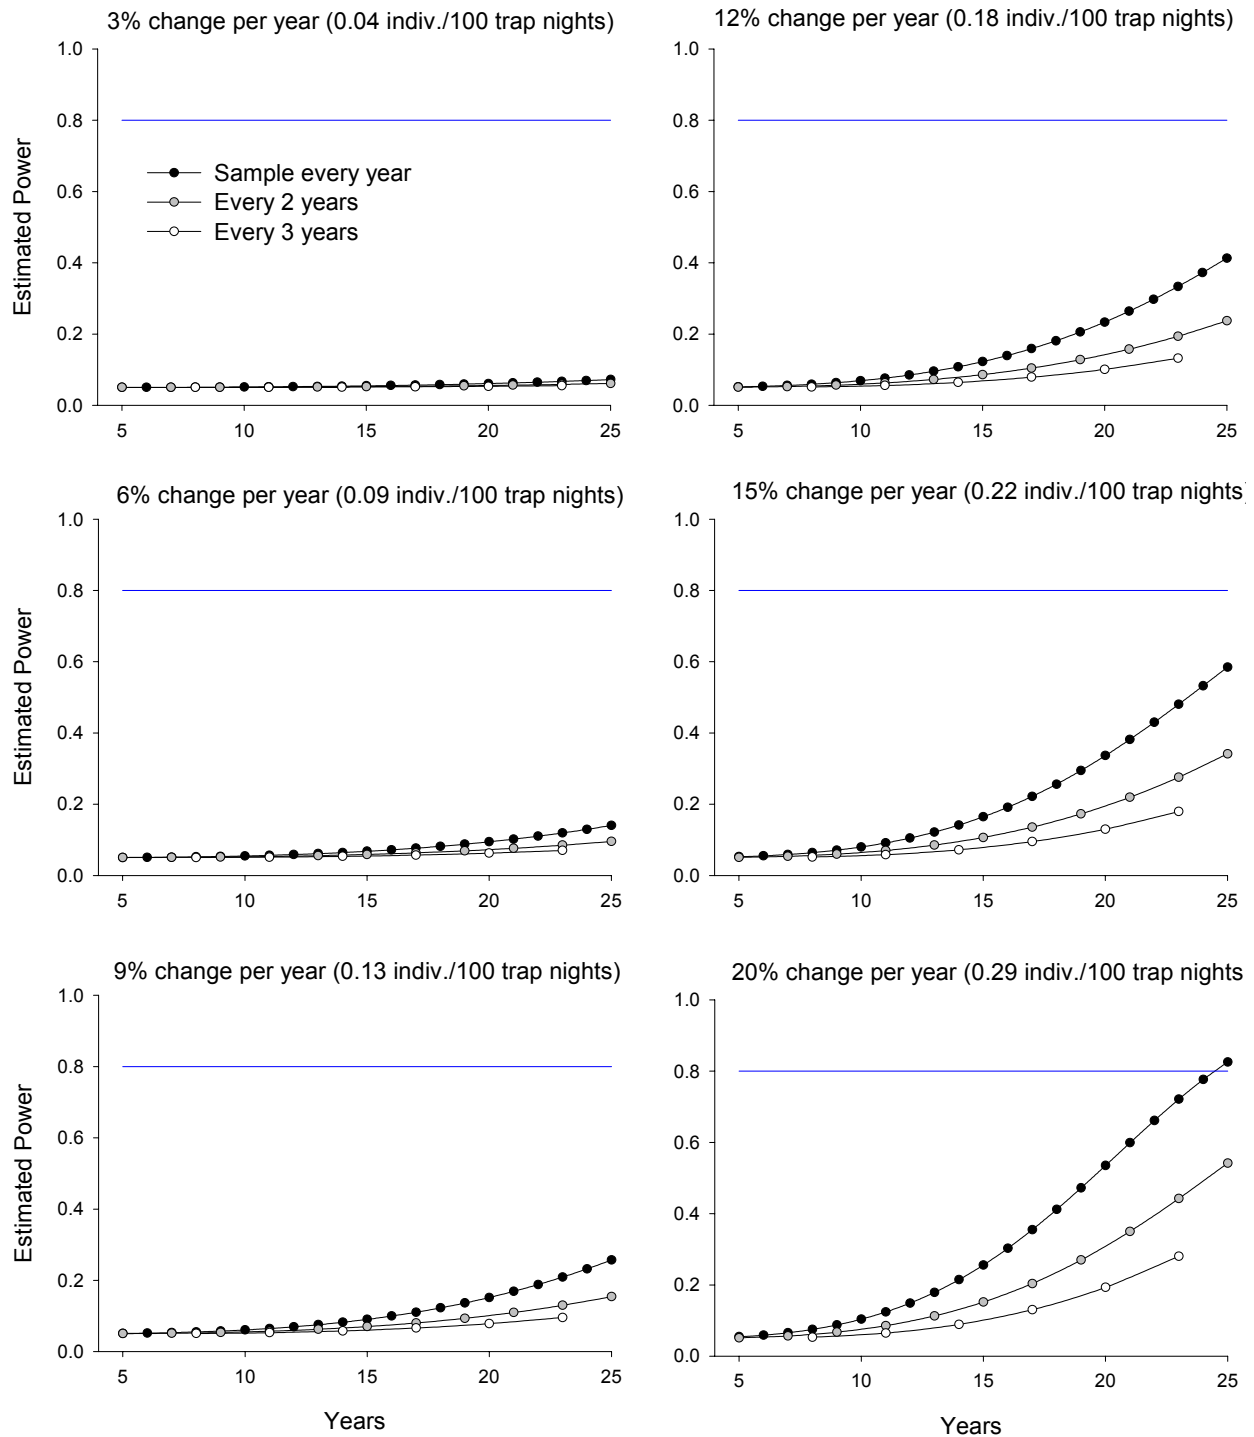 3% change per year (0.04 indiv./100 trap nights)
1.0
0.8
0.6
0.4
0.2
0.0
Estimated Power
Sample every year
Every 2 years
Every 3 years
5 10 15 20 25
12% change per year (0.18 indiv./100 trap nights)
1.0
0.8
0.6
0.4
0.2
0.0
5 10 15 20 25
6% change per year (0.09 indiv./100 trap nights)
1.0
0.8
0.6
0.4
0.2
0.0
Estimated Power
5 10 15 20 25
15% change per year (0.22 indiv./100 trap nights)
1.0
0.8
0.6
0.4
0.2
0.0
5 10 15 20 25
9% change per year (0.13 indiv./100 trap nights)
1.0
0.8
0.6
0.4
0.2
0.0
Estimated Power
5 10 15 20 25
Years
20% change per year (0.29 indiv./100 trap nights
1.0
0.8
0.6
0.4
0.2
0.0
5 10 15 20 25
Years